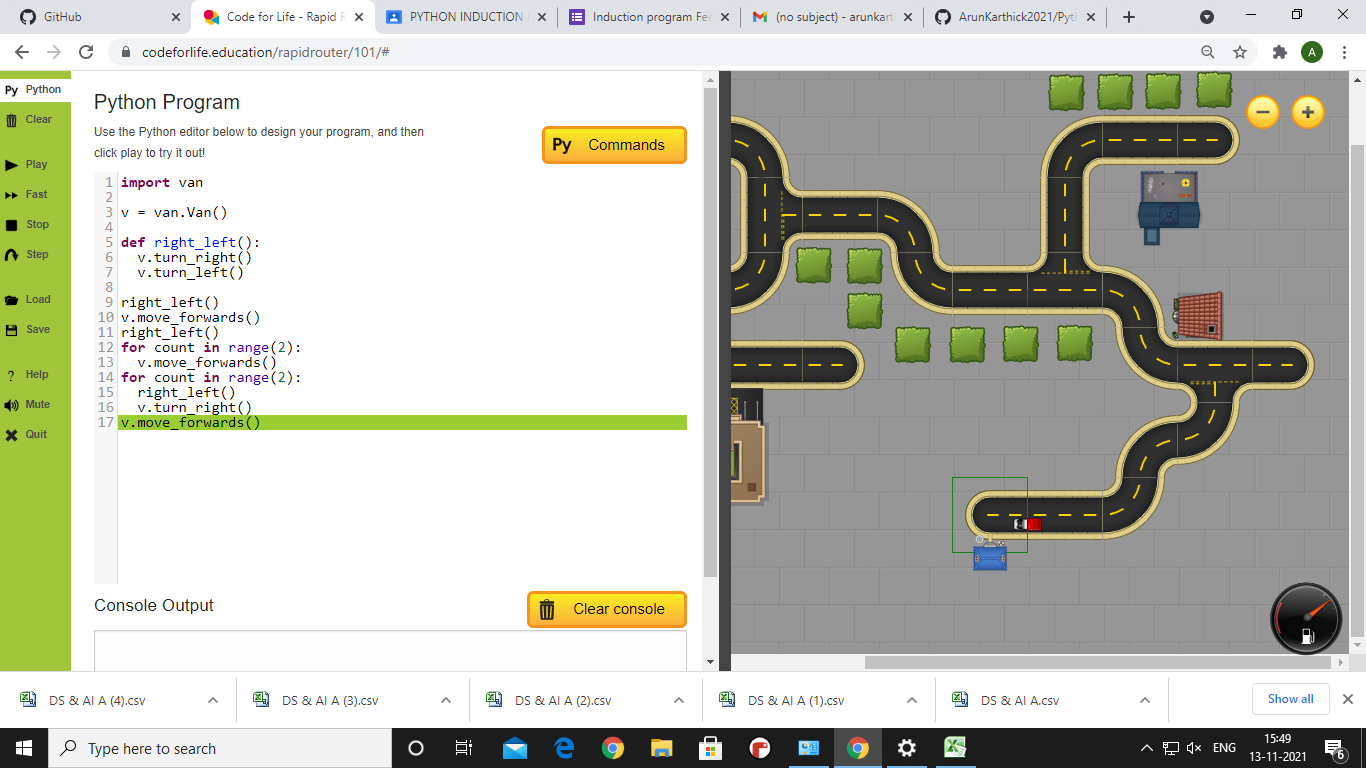 GitHub
Code for Life - Rapid R
PYTHON INDUCTION
Induction program Fee
(no subject) - arunkart
ArunKarthick2021/Pyth
codeforlife.education/rapidrouter/101/#
A
Py Python
Clear
Play
Fast
Stop
Step
Load
Save
? Help
Mute
Quit
Python Program
Use the Python editor below to design your program, and then
click play to try it out!
Py Commands
1 import van
2
3 v = van.Van()
4
5 def right_left():
6 v.turn_right()
7 v.turn_left()
8
9 right_left()
10 v.move_forwards()
11 right_left()
12 for count in range(2):
13 v.move_forwards()
14 for count in range(2):
15 right_left()
16 v.turn_right()
17 v.move_forwards()
Console Output
Clear console
DS & AI A (4).csv
DS & AI A (3).csv
DS & AI A (2).csv
DS & AI A (1).csv
DS & AI A.csv
Show all
Type here to search
ENG
15:49
13-11-2021
6